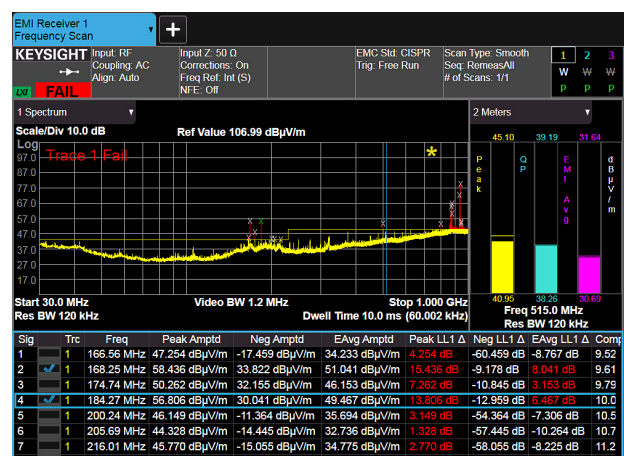 EMI Receiver 1
Frequency Scan
+
KEYSIGHT
LXI FAIL
Input: RF
Coupling: AC
Align: Auto
Input Z: 50 Ω
Corrections: On
Freq Ref: Int (S)
NFE: Off
EMC Std: CISPR
Trig: Free Run
Scan Type: Smooth
Seq: RemeasAll
# of Scans: 1/1
1 2 3
W W W
P P P
1 Spectrum
Scale/Div 10.0 dB Ref Value 106.99 dBµV/m
Log
Trace 1 Fail
97.0
87.0
77.0
67.0
57.0
47.0
37.0
27.0
17.0
Start 30.0 MHz Video BW 1.2 MHz Stop 1.000 GHz
Res BW 120 kHz Dwell Time 10.0 ms (60.002 kHz)
2 Meters
45.10 39.19 31.64
Peak
QP
EMI Avg
dBµV/m
40.95 38.26 30.69
Freq 515.0 MHz
Res BW 120 kHz
Sig Trc Freq Peak Amptd Neg Amptd EAvg Amptd Peak LL1 Δ Neg LL1 Δ EAvg LL1 Δ Comp
1 1 166.56 MHz 47.254 dBµV/m -17.459 dBµV/m 34.233 dBµV/m 4.254 dB -60.459 dB -8.767 dB 9.52
2 1 168.25 MHz 58.436 dBµV/m 33.822 dBµV/m 51.041 dBµV/m 15.436 dB -9.178 dB 8.041 dB 9.61
3 1 174.74 MHz 50.262 dBµV/m 32.155 dBµV/m 46.153 dBµV/m 7.262 dB -10.845 dB 3.153 dB 9.79
4 1 184.27 MHz 56.806 dBµV/m 30.041 dBµV/m 49.467 dBµV/m 13.806 dB -12.959 dB 6.467 dB 10.0
5 1 200.24 MHz 46.149 dBµV/m -11.364 dBµV/m 35.694 dBµV/m 3.149 dB -54.364 dB -7.306 dB 10.5
6 1 205.69 MHz 44.328 dBµV/m -14.445 dBµV/m 32.736 dBµV/m 1.328 dB -57.445 dB -10.264 dB 10.7
7 1 216.01 MHz 45.770 dBµV/m -15.055 dBµV/m 34.775 dBµV/m 2.770 dB -58.055 dB -8.225 dB 11.2